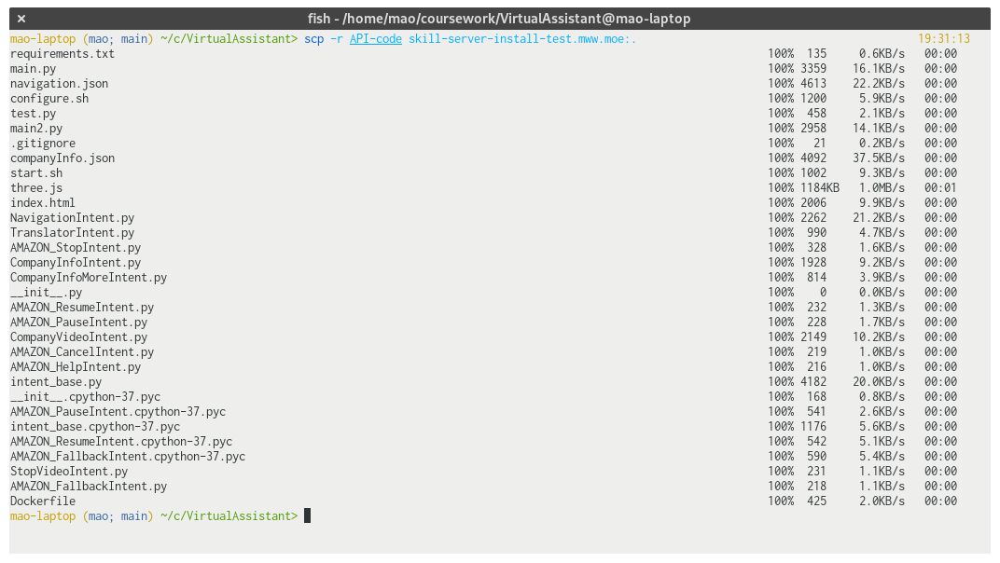 × fish - /home/mao/coursework/VirtualAssistant@mao-laptop
mao-laptop (mao; main) ~/c/VirtualAssistant> scp -r API-code skill-server-install-test.mww.moe:. 19:31:13
requirements.txt 100% 135 0.6KB/s 00:00
main.py 100% 3359 16.1KB/s 00:00
navigation.json 100% 4613 22.2KB/s 00:00
configure.sh 100% 1200 5.9KB/s 00:00
test.py 100% 458 2.1KB/s 00:00
main2.py 100% 2958 14.1KB/s 00:00
.gitignore 100% 21 0.2KB/s 00:00
companyInfo.json 100% 4092 37.5KB/s 00:00
start.sh 100% 1002 9.3KB/s 00:00
three.js 100% 1184KB 1.0MB/s 00:01
index.html 100% 2006 9.9KB/s 00:00
NavigationIntent.py 100% 2262 21.2KB/s 00:00
TranslatorIntent.py 100% 990 4.7KB/s 00:00
AMAZON_StopIntent.py 100% 328 1.6KB/s 00:00
CompanyInfoIntent.py 100% 1928 9.2KB/s 00:00
CompanyInfoMoreIntent.py 100% 814 3.9KB/s 00:00
__init__.py 100% 0 0.0KB/s 00:00
AMAZON_ResumeIntent.py 100% 232 1.3KB/s 00:00
AMAZON_PauseIntent.py 100% 228 1.7KB/s 00:00
CompanyVideoIntent.py 100% 2149 10.2KB/s 00:00
AMAZON_CancelIntent.py 100% 219 1.0KB/s 00:00
AMAZON_HelpIntent.py 100% 216 1.0KB/s 00:00
intent_base.py 100% 4182 20.0KB/s 00:00
__init__.cpython-37.pyc 100% 168 0.8KB/s 00:00
AMAZON_PauseIntent.cpython-37.pyc 100% 541 2.6KB/s 00:00
intent_base.cpython-37.pyc 100% 1176 5.6KB/s 00:00
AMAZON_ResumeIntent.cpython-37.pyc 100% 542 5.1KB/s 00:00
AMAZON_FallbackIntent.cpython-37.pyc 100% 590 5.4KB/s 00:00
StopVideoIntent.py 100% 231 1.1KB/s 00:00
AMAZON_FallbackIntent.py 100% 218 1.1KB/s 00:00
Dockerfile 100% 425 2.0KB/s 00:00
mao-laptop (mao; main) ~/c/VirtualAssistant>